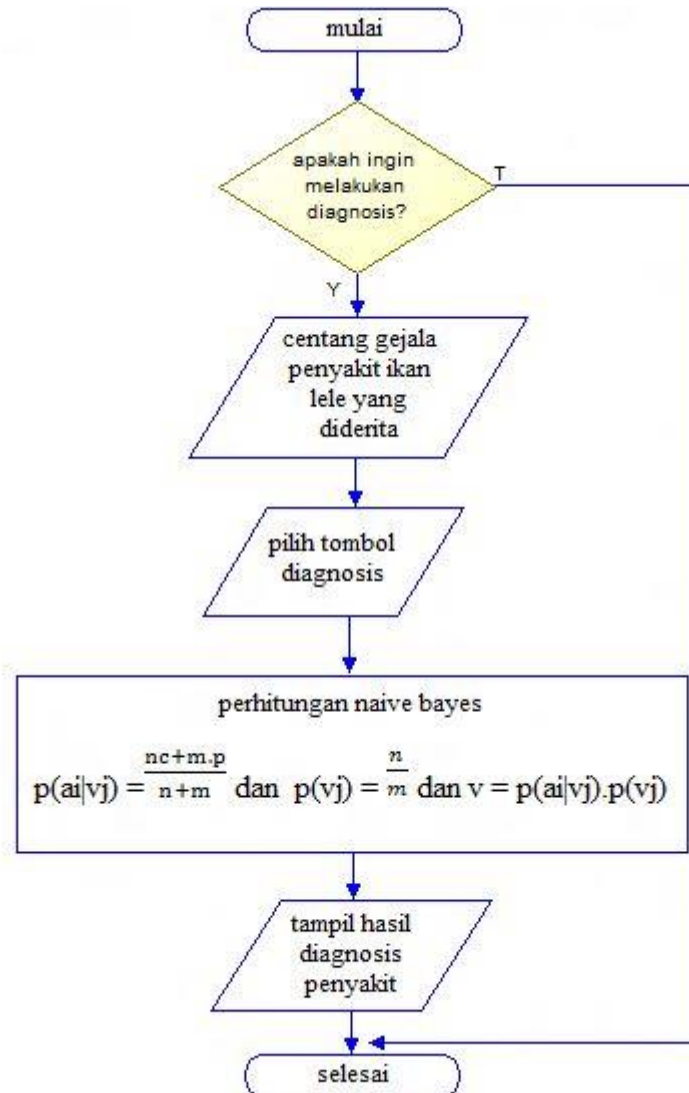 mulai
apakah ingin
melakukan
diagnosis?
T
Y
centang gejala
penyakit ikan
lele yang
diderita
pilih tombol
diagnosis
perhitungan naive bayes
p(ai|vj) = nc+m.p/n+m dan p(vj) = n/m dan v = p(ai|vj).p(vj)
tampil hasil
diagnosis
penyakit
selesai